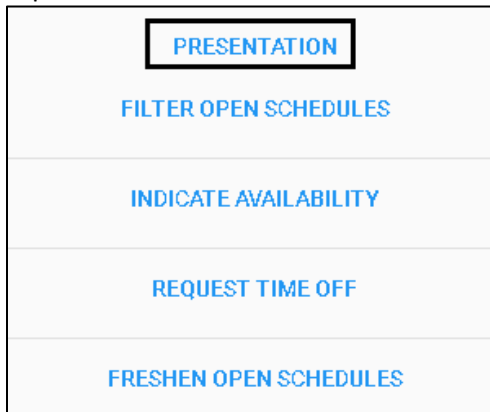 PRESENTATION
FILTER OPEN SCHEDULES
INDICATE AVAILABILITY
REQUEST TIME OFF
FRESHEN OPEN SCHEDULES